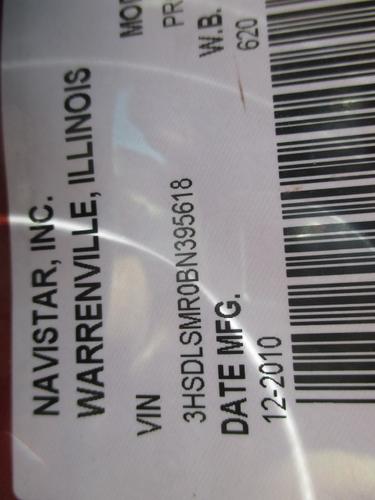 NAVISTAR, INC.
WARRENVILLE, ILLINOIS
VIN
3HSDLSMR0BN395618
DATE MFG.
12-2010
W.B.
620